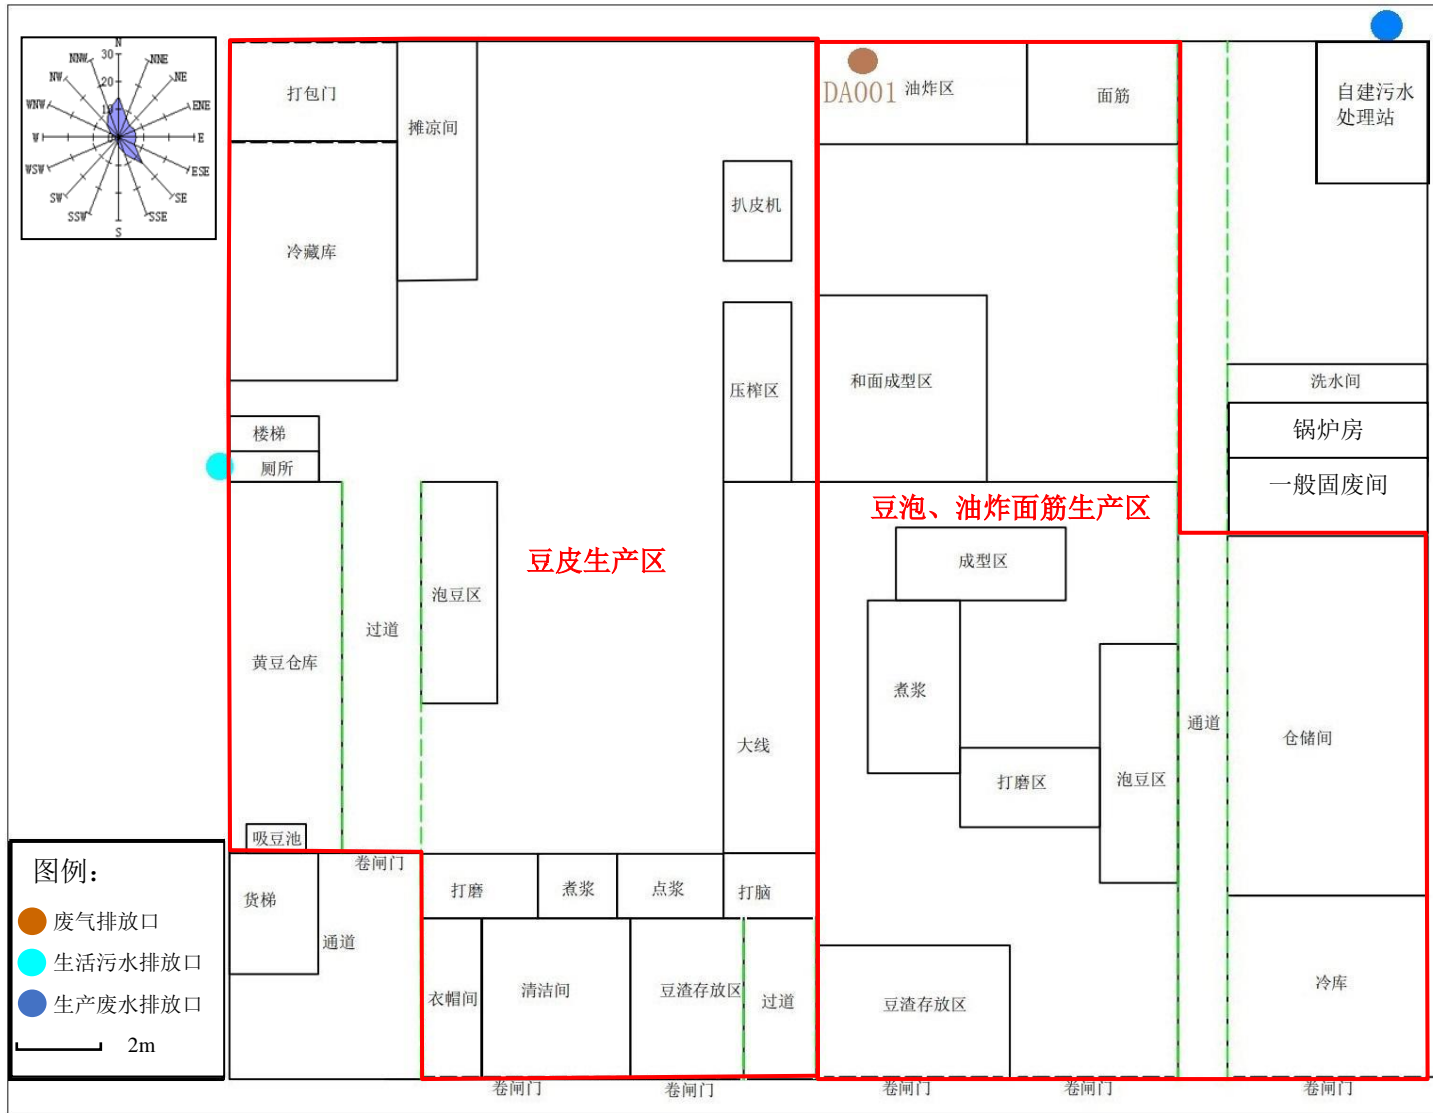 N
NNW
NNE
30
NW
NE
20
WNW
ENE
10
W
0
E
WSW
ESE
SW
SE
SSW
SSE
S
打包门
摊凉间
DA001
油炸区
面筋
自建污水
处理站
扒皮机
冷藏库
和面成型区
压榨区
洗水间
楼梯
锅炉房
厕所
一般固废间
豆泡、油炸面筋生产区
豆皮生产区
成型区
泡豆区
过道
黄豆仓库
煮浆
通道
大线
仓储间
打磨区
泡豆区
吸豆池
卷闸门
图例：
货梯
打磨
煮浆
点浆
打脑
废气排放口
通道
生活污水排放口
衣帽间
清洁间
豆渣存放区
过道
豆渣存放区
冷库
生产废水排放口
2m
卷闸门
卷闸门
卷闸门
卷闸门
卷闸门